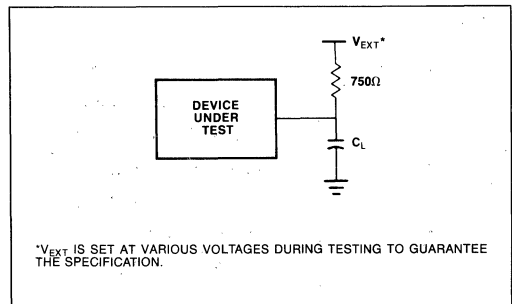 V_EXT*
750Ω
DEVICE
UNDER
TEST
C_L
*V_EXT IS SET AT VARIOUS VOLTAGES DURING TESTING TO GUARANTEE
THE SPECIFICATION.